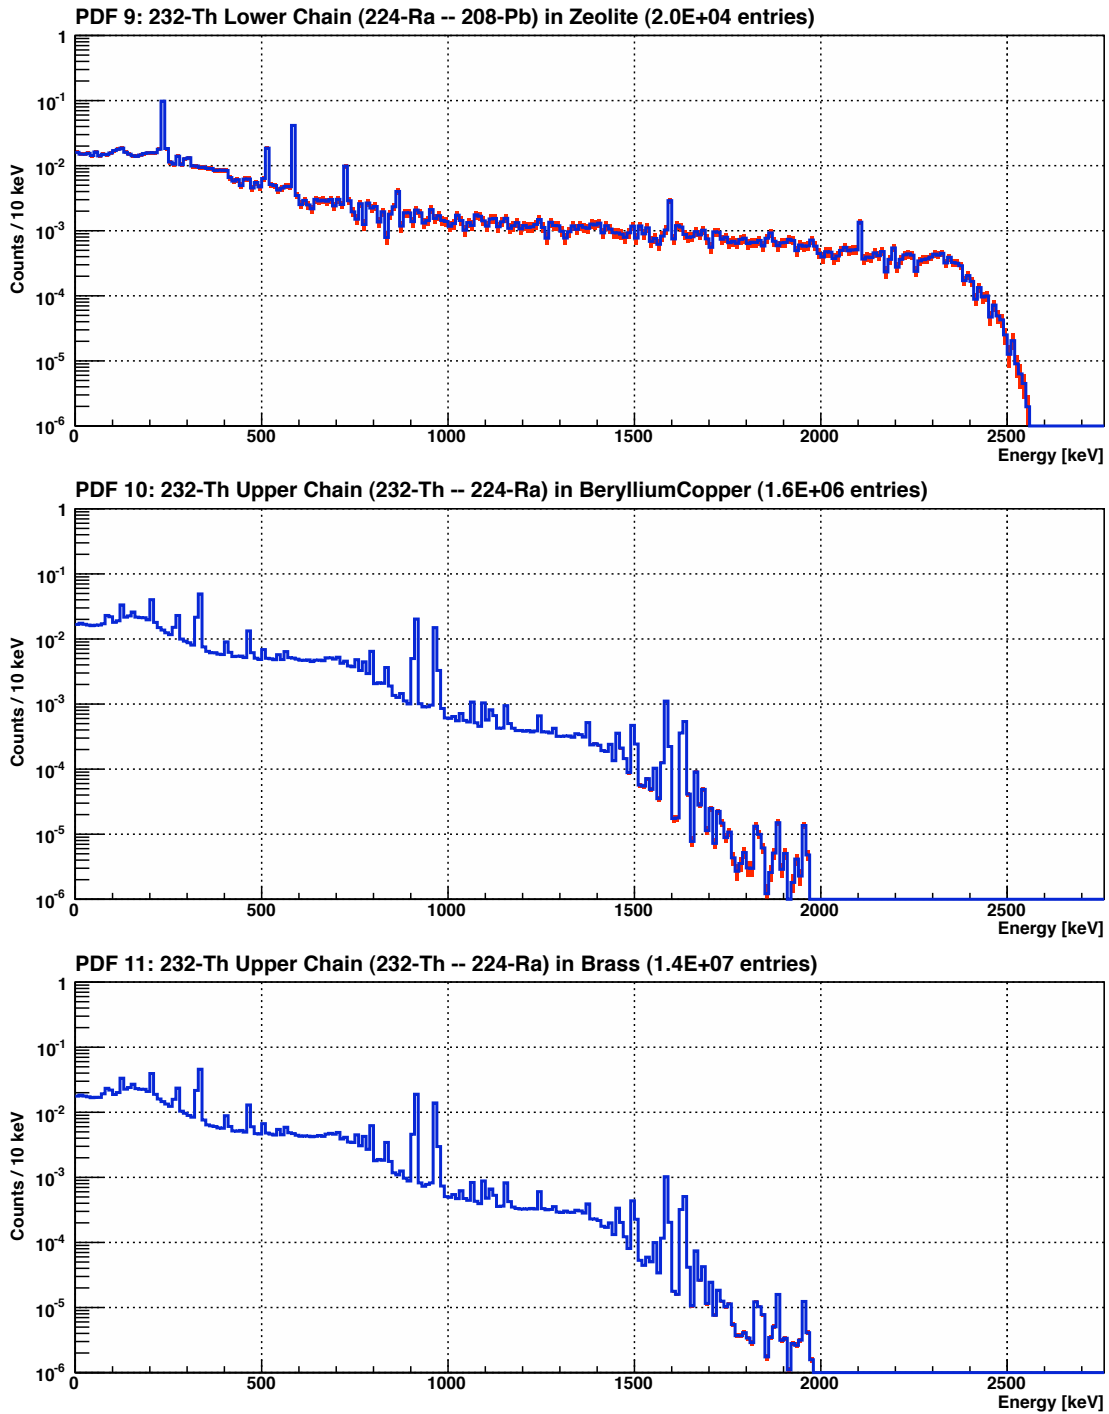 PDF 9: 232-Th Lower Chain (224-Ra -- 208-Pb) in Zeolite (2.0E+04 entries)
Counts / 10 keV
1
10-1
10-2
10-3
10-4
10-5
10-6
0 500 1000 1500 2000 2500
Energy [keV]
PDF 10: 232-Th Upper Chain (232-Th -- 224-Ra) in BerylliumCopper (1.6E+06 entries)
Counts / 10 keV
1
10-1
10-2
10-3
10-4
10-5
10-6
0 500 1000 1500 2000 2500
Energy [keV]
PDF 11: 232-Th Upper Chain (232-Th -- 224-Ra) in Brass (1.4E+07 entries)
Counts / 10 keV
1
10-1
10-2
10-3
10-4
10-5
10-6
0 500 1000 1500 2000 2500
Energy [keV]